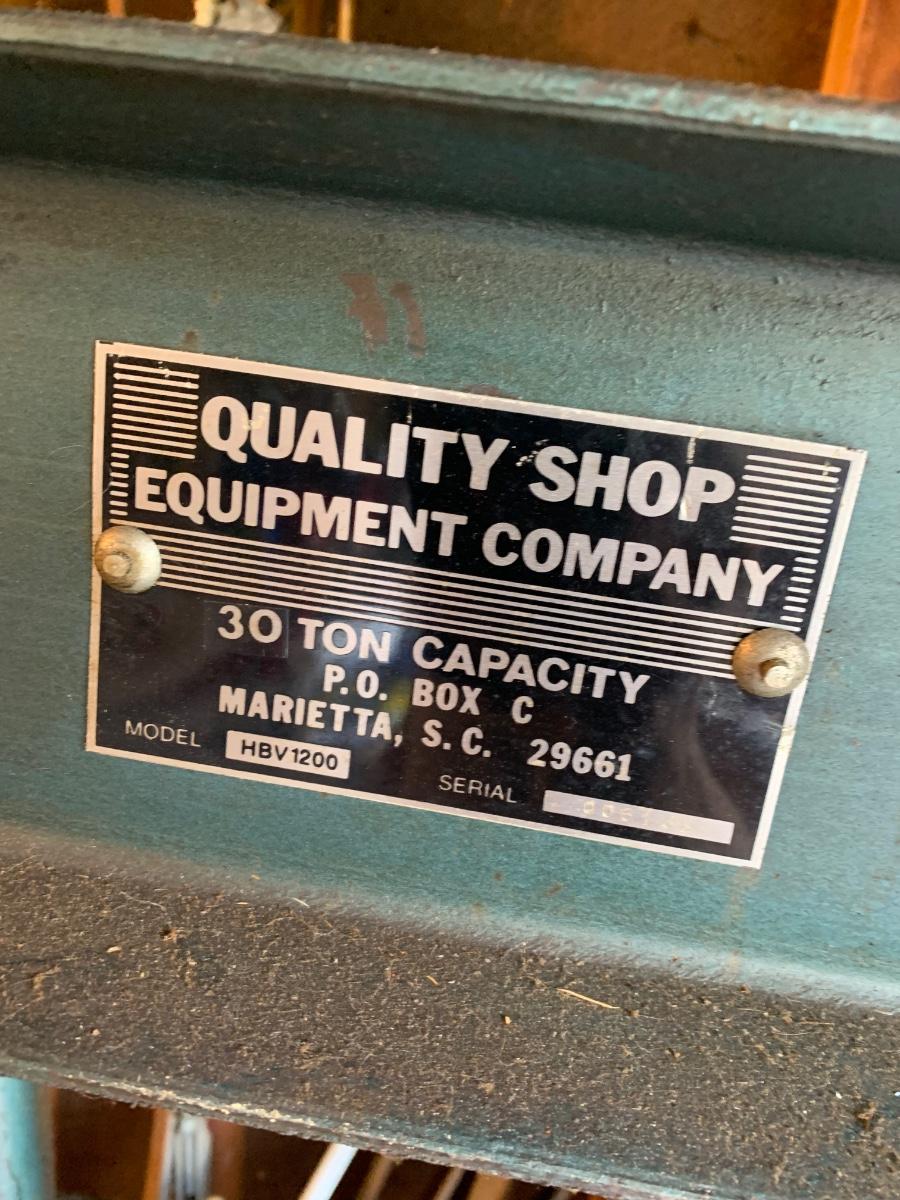 QUALITY SHOP
EQUIPMENT COMPANY
30 TON CAPACITY
P.O. BOX C
MARIETTA, S.C. 29661
MODEL HBV1200
SERIAL